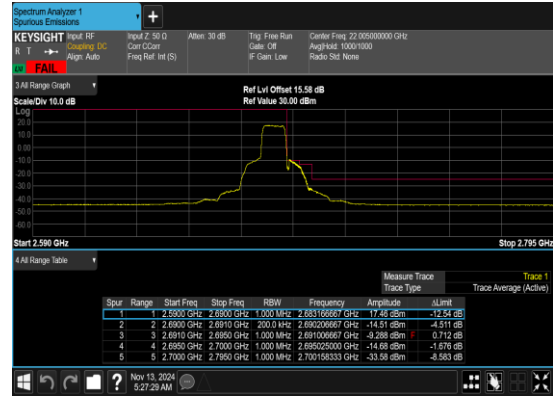 Spectrum Analyzer 1
Spurious Emissions
KEYSIGHT Input: RF Input Z: 50 Ω Atten: 30 dB Trig: Free Run Center Freq: 22.005000000 GHz
R T Coupling: DC Corr CCorr Gate: Off Avg|Hold: 1000/1000
Align: Auto Freq Ref: Int (S) IF Gain: Low Radio Std: None
FAIL
3 All Range Graph
Ref Lvl Offset 15.58 dB
Scale/Div 10.0 dB Ref Value 30.00 dBm
Log
20.0
10.0
0.00
-10.0
-20.0
-30.0
-40.0
-50.0
-60.0
Start 2.590 GHz Stop 2.795 GHz
4 All Range Table
Measure Trace Trace 1
Trace Type Trace Average (Active)
Spur Range Start Freq Stop Freq RBW Frequency Amplitude ΔLimit
1 1 2.5900 GHz 2.6900 GHz 1.000 MHz 2.683166667 GHz 17.46 dBm -12.54 dB
2 2 2.6900 GHz 2.6910 GHz 200.0 kHz 2.690206667 GHz -14.51 dBm -4.511 dB
3 3 2.6910 GHz 2.6950 GHz 1.000 MHz 2.691006667 GHz -9.288 dBm F 0.712 dB
4 4 2.6950 GHz 2.7000 GHz 1.000 MHz 2.695025000 GHz -14.68 dBm -1.676 dB
5 5 2.7000 GHz 2.7950 GHz 1.000 MHz 2.700158333 GHz -33.58 dBm -8.583 dB
Nov 13, 2024
5:27:29 AM